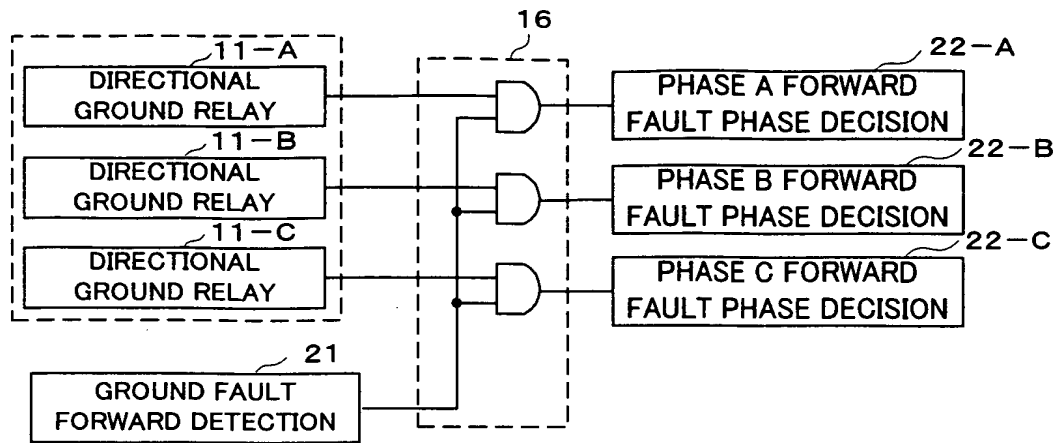 11-A
DIRECTIONAL
GROUND RELAY
11-B
DIRECTIONAL
GROUND RELAY
11-C
DIRECTIONAL
GROUND RELAY
21
GROUND FAULT
FORWARD DETECTION
16
22-A
PHASE A FORWARD
FAULT PHASE DECISION
22-B
PHASE B FORWARD
FAULT PHASE DECISION
22-C
PHASE C FORWARD
FAULT PHASE DECISION